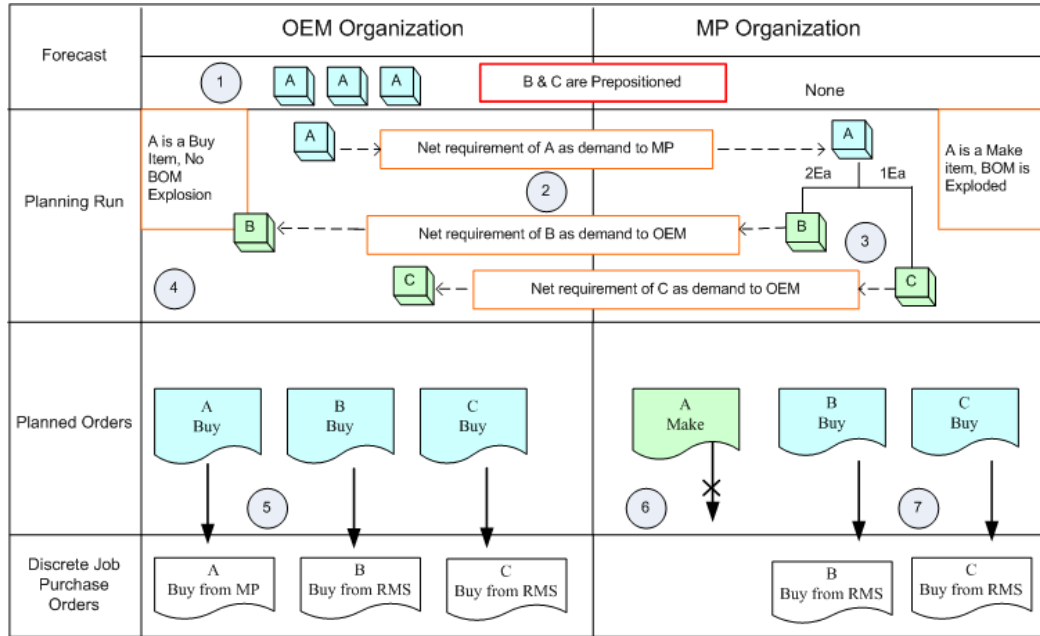 OEM Organization
MP Organization
Forecast
1
A
A
A
B & C are Prepositioned
None
Planning Run
A is a Buy
Item, No
BOM
Explosion
A
Net requirement of A as demand to MP
A
A is a Make
item, BOM is
Exploded
2Ea
1Ea
2
B
Net requirement of B as demand to OEM
B
3
4
C
Net requirement of C as demand to OEM
C
Planned Orders
A
Buy
B
Buy
C
Buy
A
Make
B
Buy
C
Buy
5
6
7
Discrete Job
Purchase
Orders
A
Buy from MP
B
Buy from RMS
C
Buy from RMS
B
Buy from RMS
C
Buy from RMS